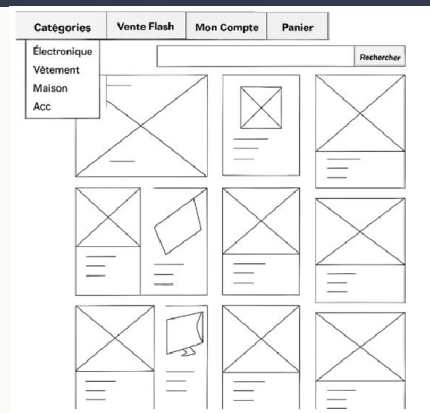 Catégories Vente Flash Mon Compte Panier
Électronique
Vêtement
Maison
Acc
Rechercher